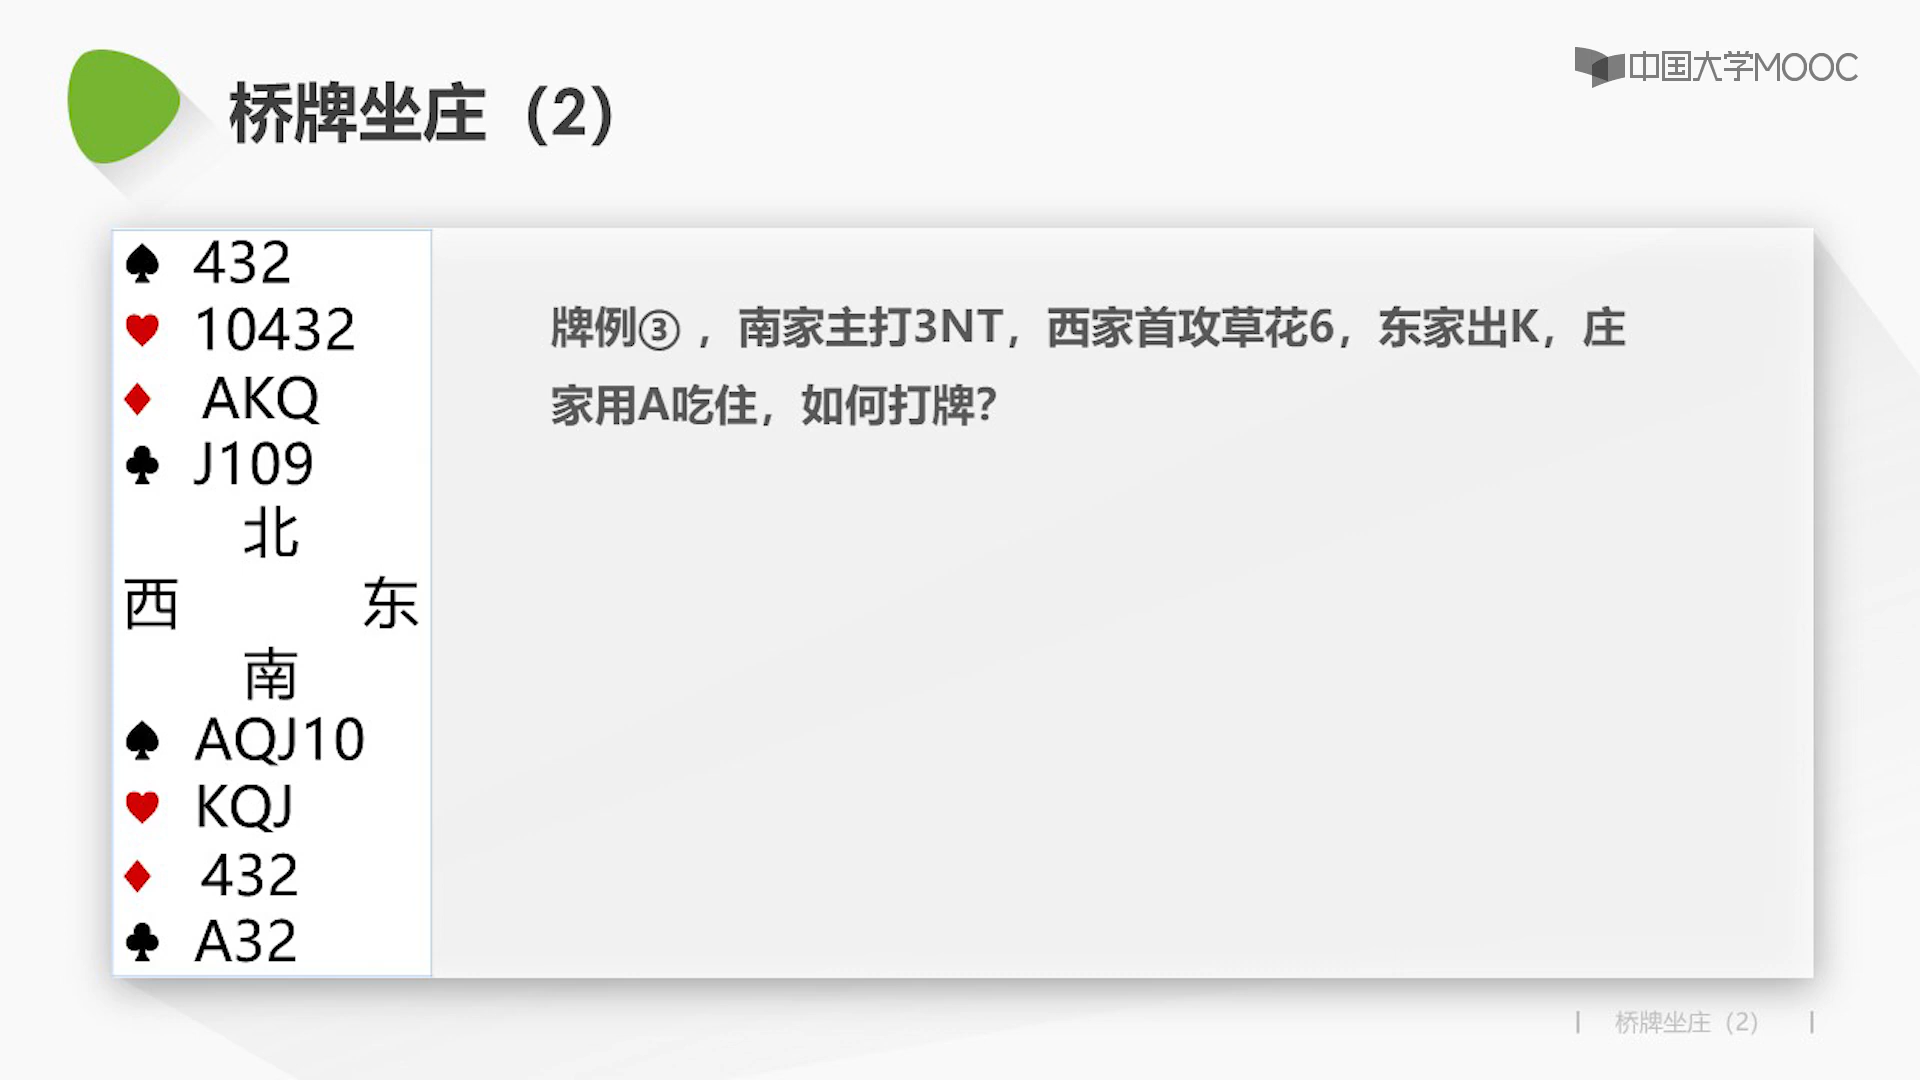 中国大学MOOC
桥牌坐庄（2）
♠ 432
♥ 10432
♦ AKQ
♣ J109
北
西 东
南
♠ AQJ10
♥ KQJ
♦ 432
♣ A32
牌例③，南家主打3NT，西家首攻草花6，东家出K，庄
家用A吃住，如何打牌？
| 桥牌坐庄（2） |